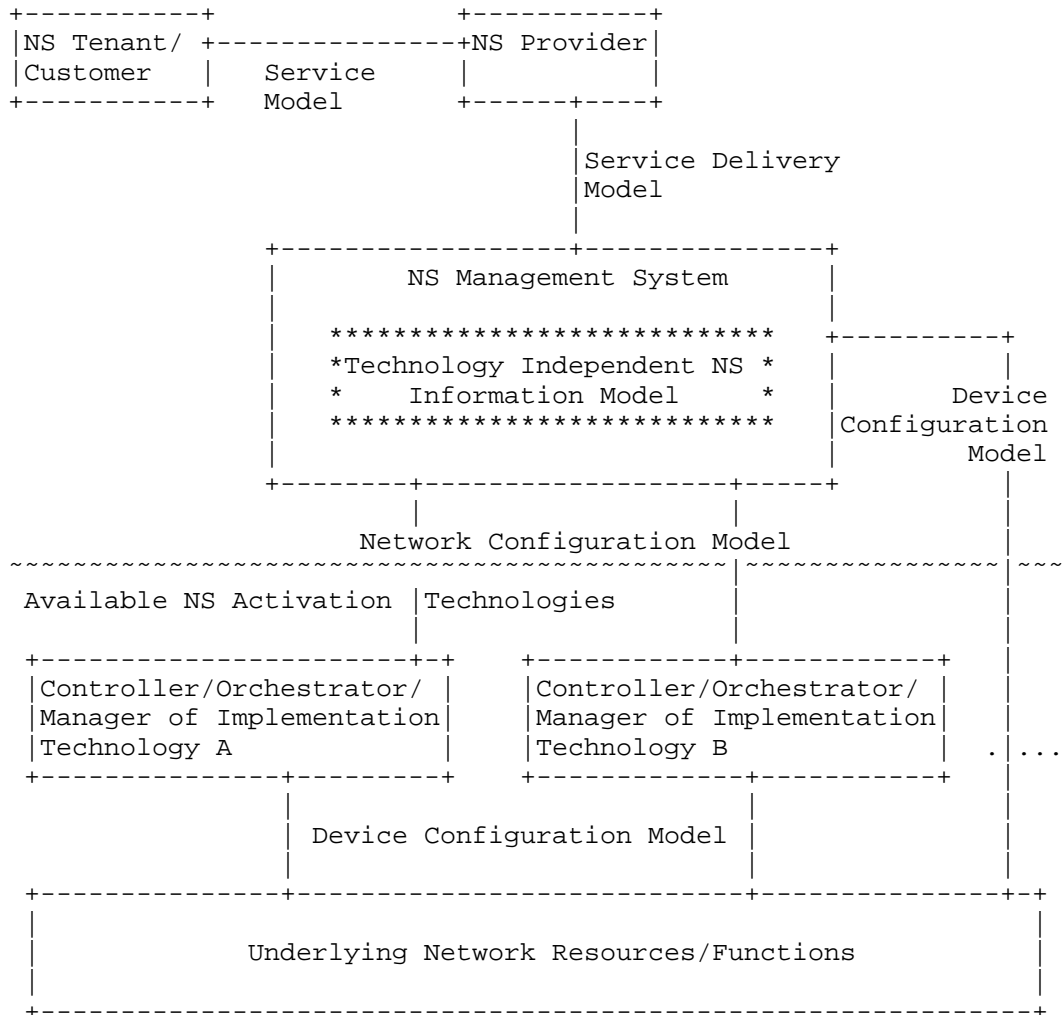 NS Tenant/ NS Provider
Customer Service
Model
Service Delivery
Model
NS Management System
*****************************
*Technology Independent NS *
* Information Model *
*****************************
Device
Configuration
Model
Network Configuration Model
~~~~~~~~~~~~~~~~~~~~~~~~~~~~~~~~~~~~~~~~~~~~~|~~~~~~~~~~~~~~~~|~~~
Available NS Activation |Technologies
Controller/Orchestrator/ Controller/Orchestrator/
Manager of Implementation Manager of Implementation
Technology A Technology B . ...
Device Configuration Model
Underlying Network Resources/Functions